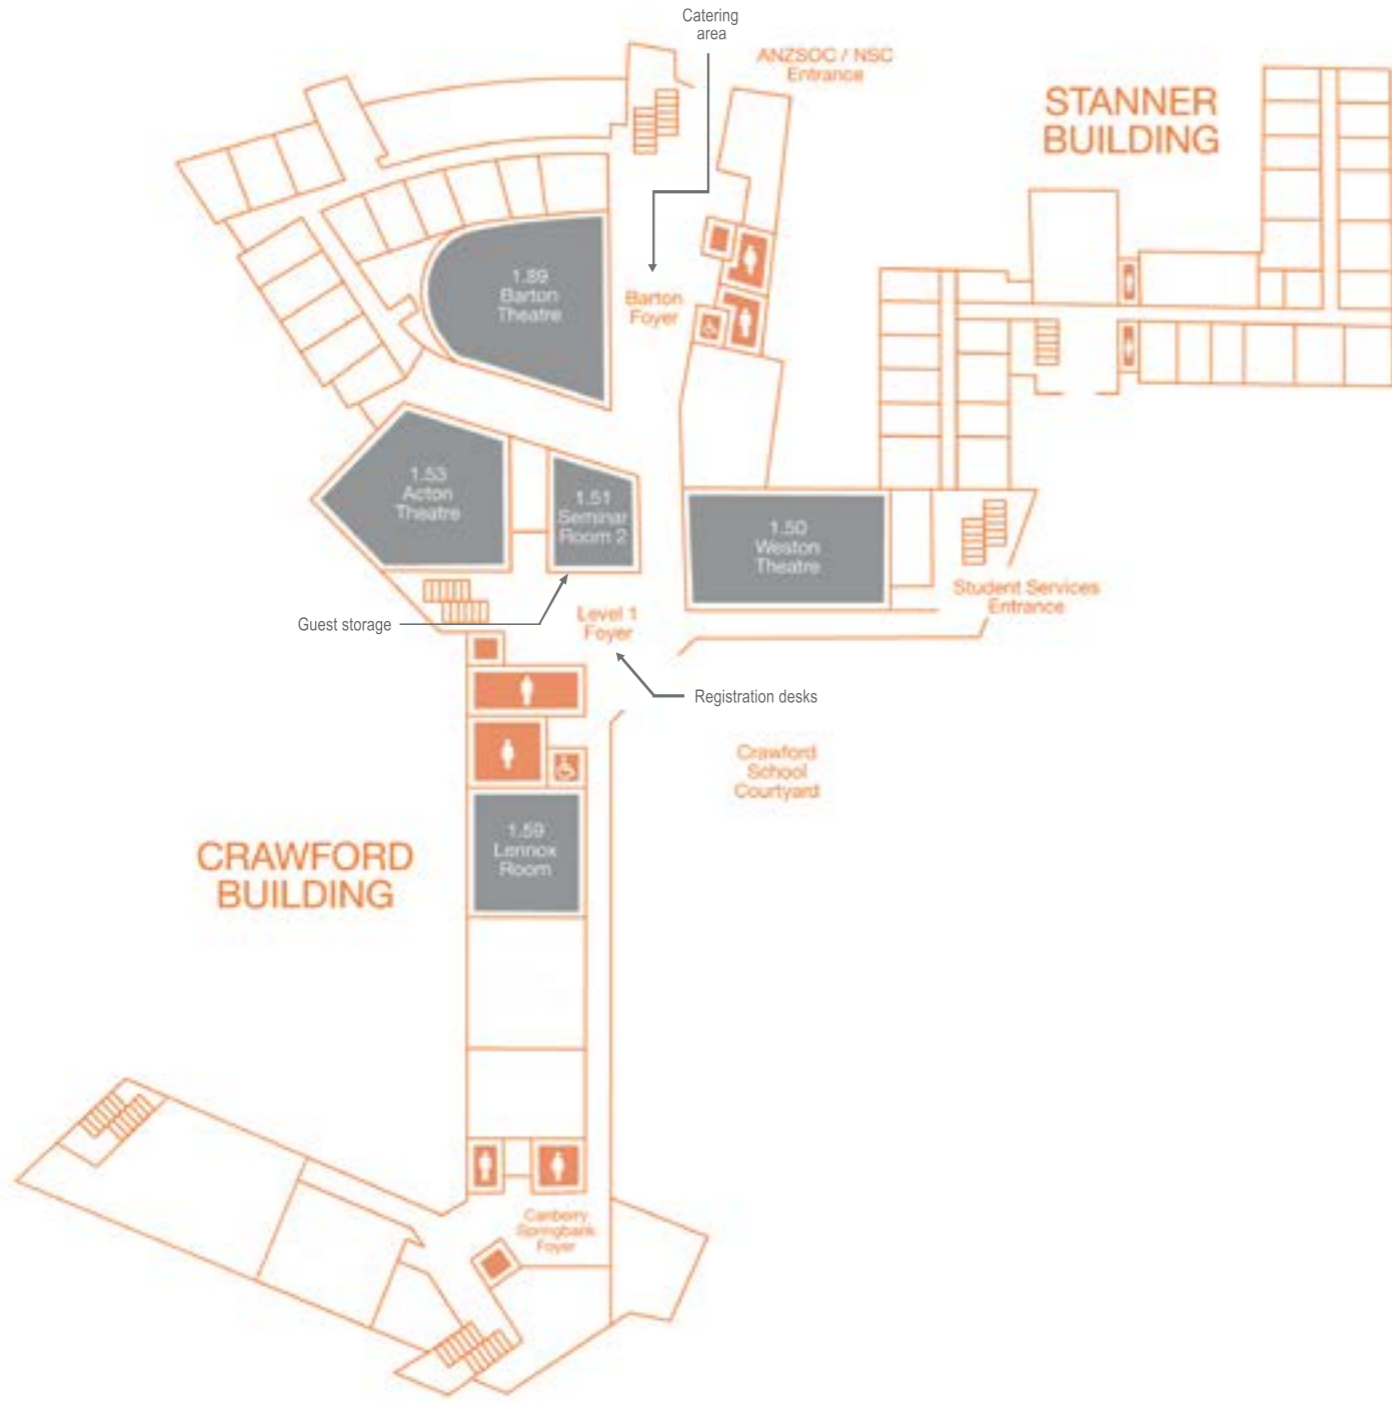 Catering
area
ANZSOC / NSC
Entrance
STANNER
BUILDING
1.89
Barton
Theatre
Barton
Foyer
1.53
Acton
Theatre
1.51
Seminar
Room 2
1.50
Weston
Theatre
Student Services
Entrance
Guest storage
Level 1
Foyer
Registration desks
Crawford
School
Courtyard
1.59
Lennox
Room
CRAWFORD
BUILDING
Canberry
Springbank
Foyer